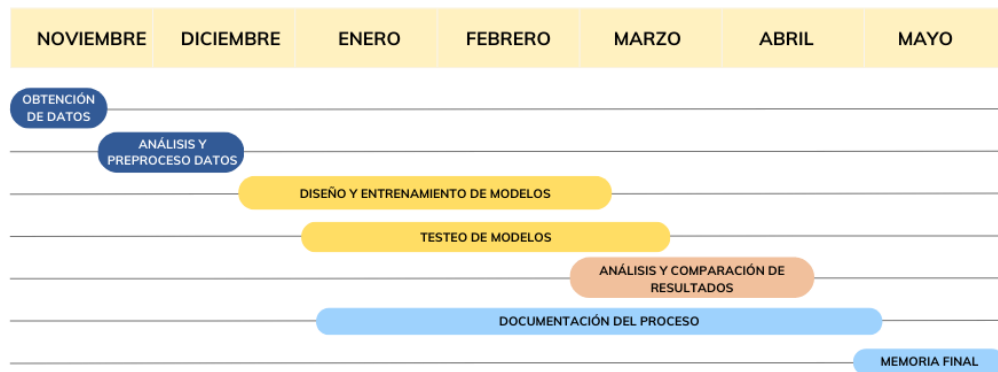 NOVIEMBRE DICIEMBRE ENERO FEBRERO MARZO ABRIL MAYO
OBTENCIÓN
DE DATOS
ANÁLISIS Y
PREPROCESO DATOS
DISEÑO Y ENTRENAMIENTO DE MODELOS
TESTEO DE MODELOS
ANÁLISIS Y COMPARACIÓN DE
RESULTADOS
DOCUMENTACIÓN DEL PROCESO
MEMORIA FINAL